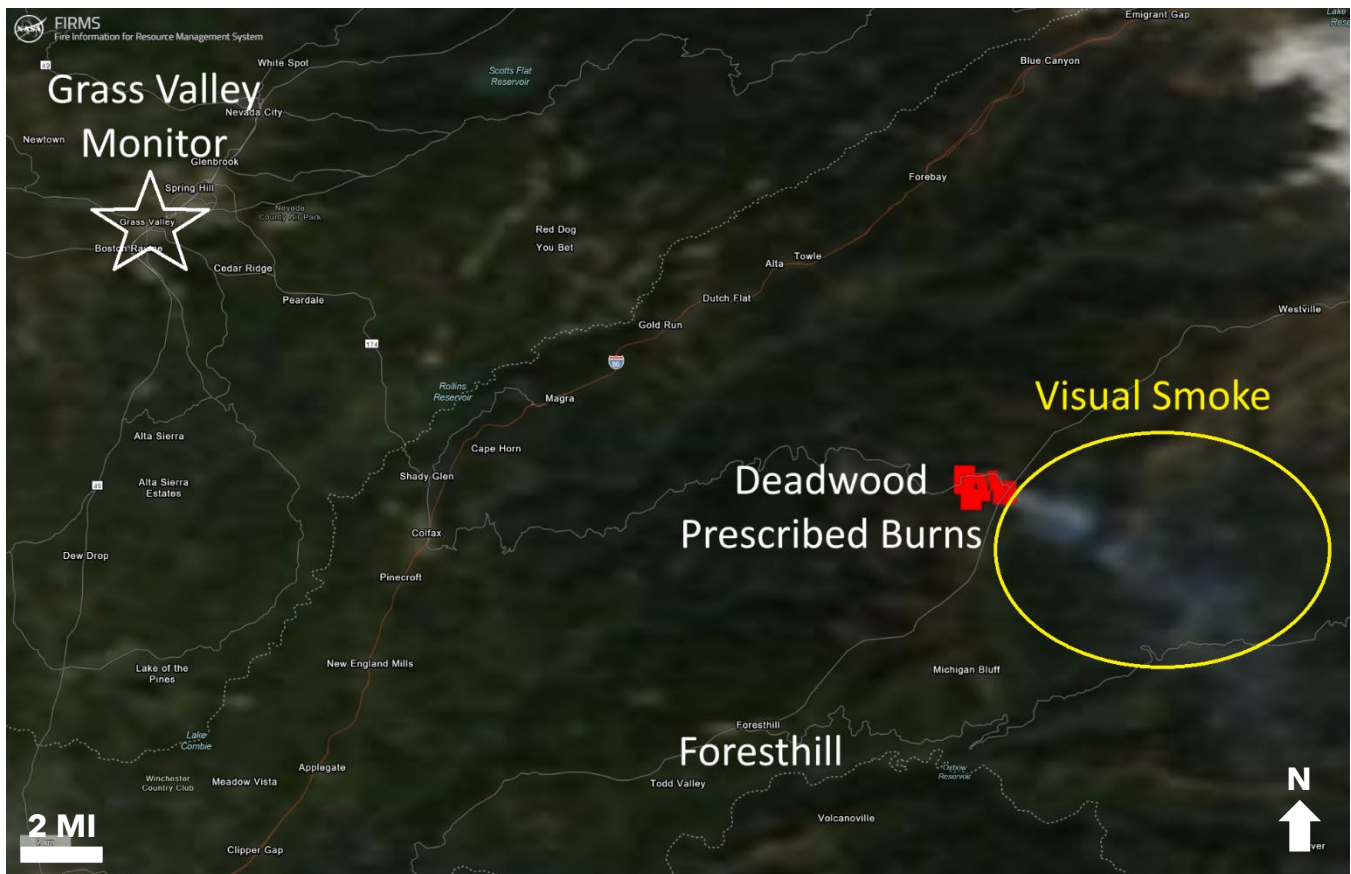 NASA
FIRMS
Fire Information for Resource Management System
Emigrant Gap
Lake
Rese
49
White Spot
Blue Canyon
Scotts Flat
Reservoir
Grass Valley
Monitor
Nevada City
Newtown
Glenbrook
Forebay
Spring Hill
Nevada
County Air Park
Grass Valley
Red Dog
You Bet
Boston Ravine
Cedar Ridge
Alta
Towle
Peardale
Dutch Flat
Westville
Gold Run
174
80
Rollins
Reservoir
Magra
Visual Smoke
Alta Sierra
Cape Horn
Shady Glen
Deadwood
Prescribed Burns
49
Alta Sierra
Estates
Colfax
Dew Drop
Pinecroft
Lake of the
Pines
New England Mills
Michigan Bluff
Foresthill
Foresthill
Lake
Combie
Applegate
Winchester
Country Club
Meadow Vista
Todd Valley
Oxbow
Reservoir
N
Volcanoville
2 MI
Clipper Gap
ver